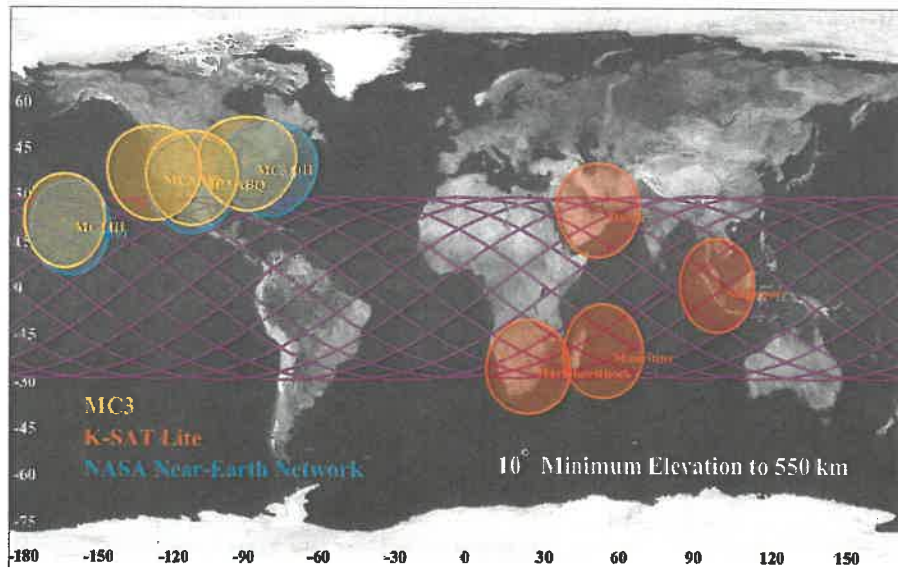 60
45
30
15
0
-15
-30
-45
-60
-75
Mauritius
MC3
K-SAT Lite
NASA Near-Earth Network
10° Minimum Elevation to 550 km
-180 -150 -120 -90 -60 -30 0 30 60 90 120 150